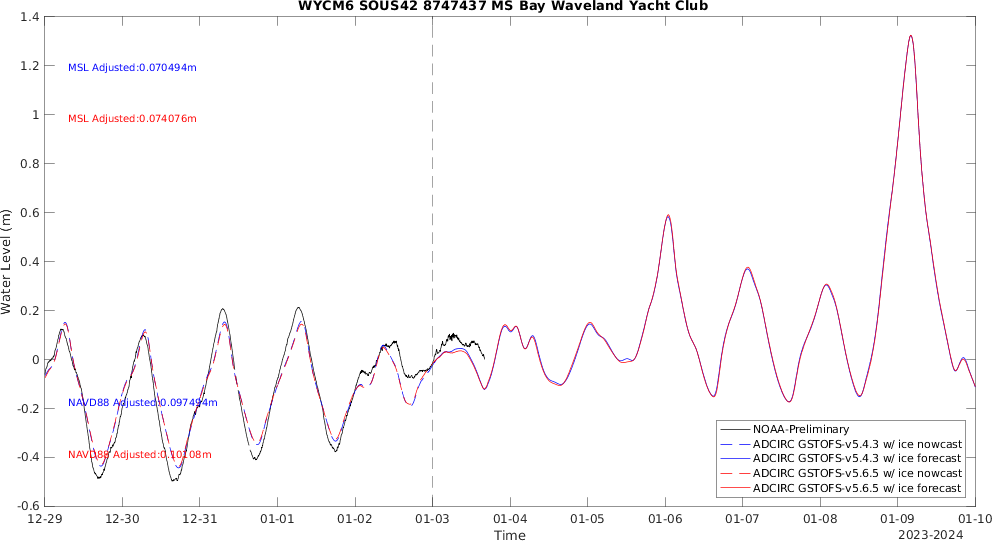 WYCM6 SOUS42 8747437 MS Bay Waveland Yacht Club
1.4
1.2
1
0.8
0.6
0.4
0.2
0
-0.2
-0.4
-0.6
Water Level (m)
MSL Adjusted:0.070494m
MSL Adjusted:0.074076m
NAVD88 Adjusted:0.097494m
NAVD88 Adjusted:0.10108m
NOAA-Preliminary
ADCIRC GSTOFS-v5.4.3 w/ ice nowcast
ADCIRC GSTOFS-v5.4.3 w/ ice forecast
ADCIRC GSTOFS-v5.6.5 w/ ice nowcast
ADCIRC GSTOFS-v5.6.5 w/ ice forecast
12-29 12-30 12-31 01-01 01-02 01-03 01-04 01-05 01-06 01-07 01-08 01-09 01-10
Time
2023-2024